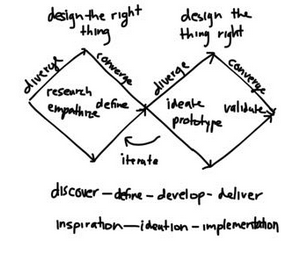 design the right
thing
design the
thing right
diverge
converge
diverge
converge
research
empathize
define
ideate
prototype
validate
iterate
discover – define – develop – deliver
inspiration — ideation – implementation